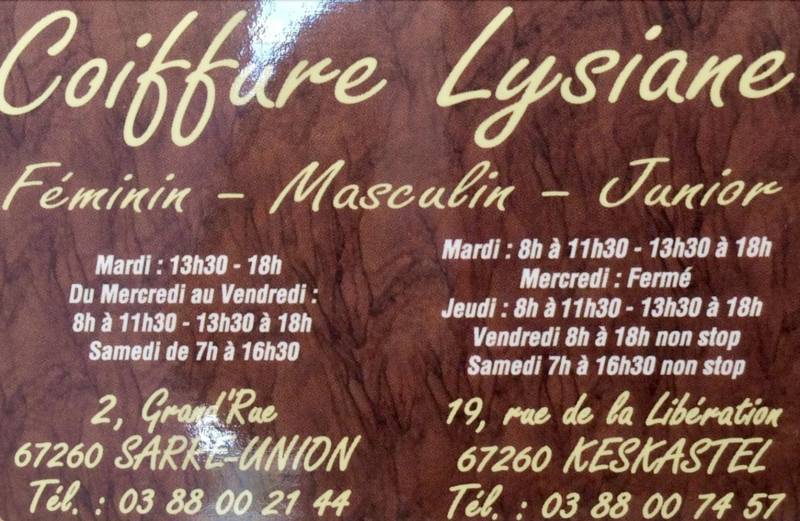 Coiffure Lysiane
Féminin - Masculin - Junior
Mardi : 13h30 - 18h
Du Mercredi au Vendredi :
8h à 11h30 - 13h30 à 18h
Samedi de 7h à 16h30
2, Grand'Rue
67260 SARRE-UNION
Tél. : 03 88 00 21 44
Mardi : 8h à 11h30 - 13h30 à 18h
Mercredi : Fermé
Jeudi : 8h à 11h30 - 13h30 à 18h
Vendredi 8h à 18h non stop
Samedi 7h à 16h30 non stop
19, rue de la Libération
67260 KESKASTEL
Tél. : 03 88 00 74 57